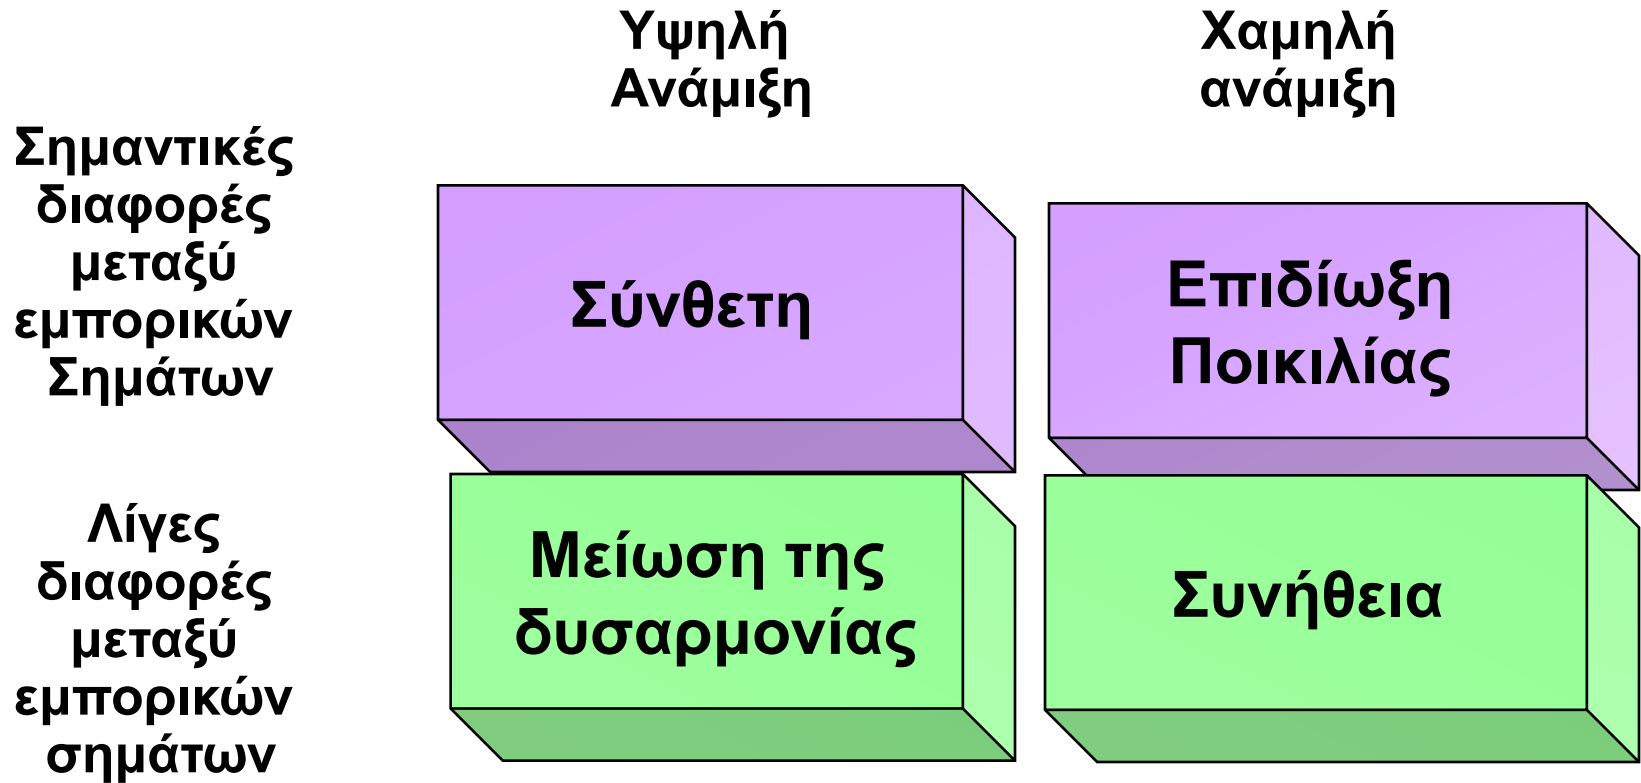 Υψηλή
Ανάμιξη
Χαμηλή
ανάμιξη
Σημαντικές
διαφορές
μεταξύ
εμπορικών
Σημάτων
Σύνθετη
Επιδίωξη
Ποικιλίας
Λίγες
διαφορές
μεταξύ
εμπορικών
σημάτων
Μείωση της
δυσαρμονίας
Συνήθεια